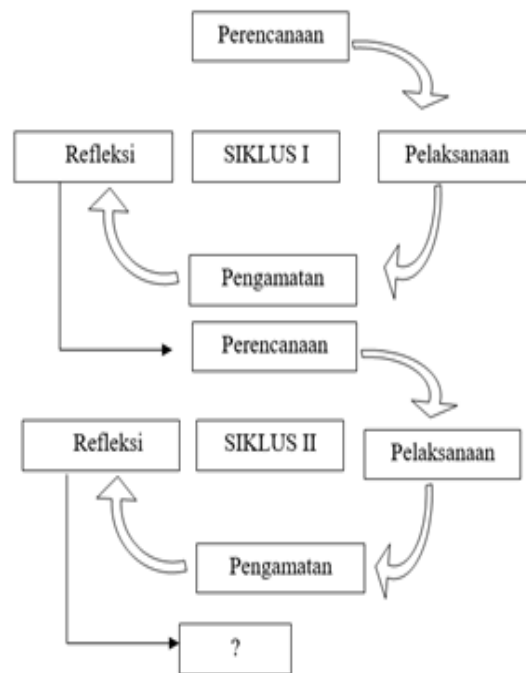 Perencanaan
Refleksi
SIKLUS I
Pelaksanaan
Pengamatan
Perencanaan
Refleksi
SIKLUS II
Pelaksanaan
Pengamatan
?